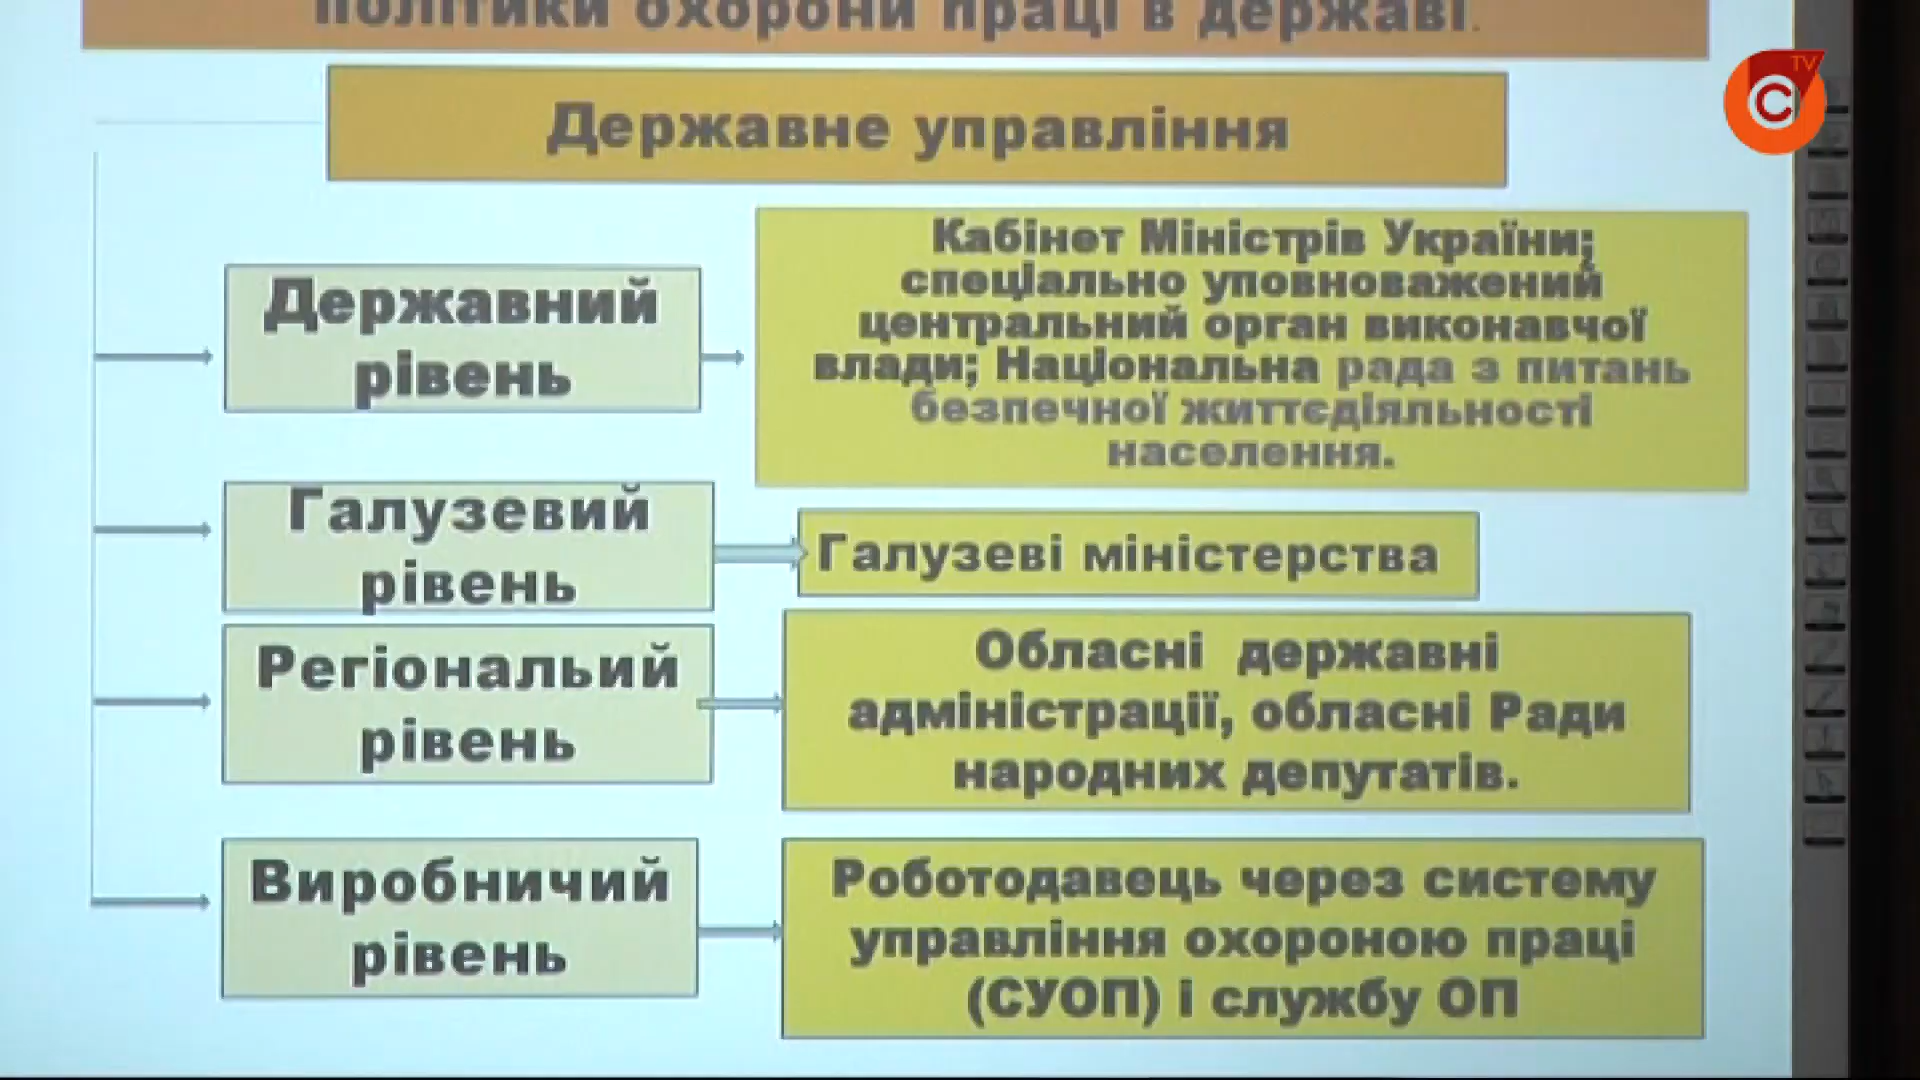 політики охорони праці в державі.
TV
C
Державне управління
Кабінет Міністрів України;
спеціально уповноважений
центральний орган виконавчої
влади; Національна рада з питань
безпечної життєдіяльності
населення.
Державний
рівень
Галузевий
рівень
Галузеві міністерства
Регіональий
рівень
Обласні державні
адміністрації, обласні Ради
народних депутатів.
Виробничий
рівень
Роботодавець через систему
управління охороною праці
(СУОП) і службу ОП